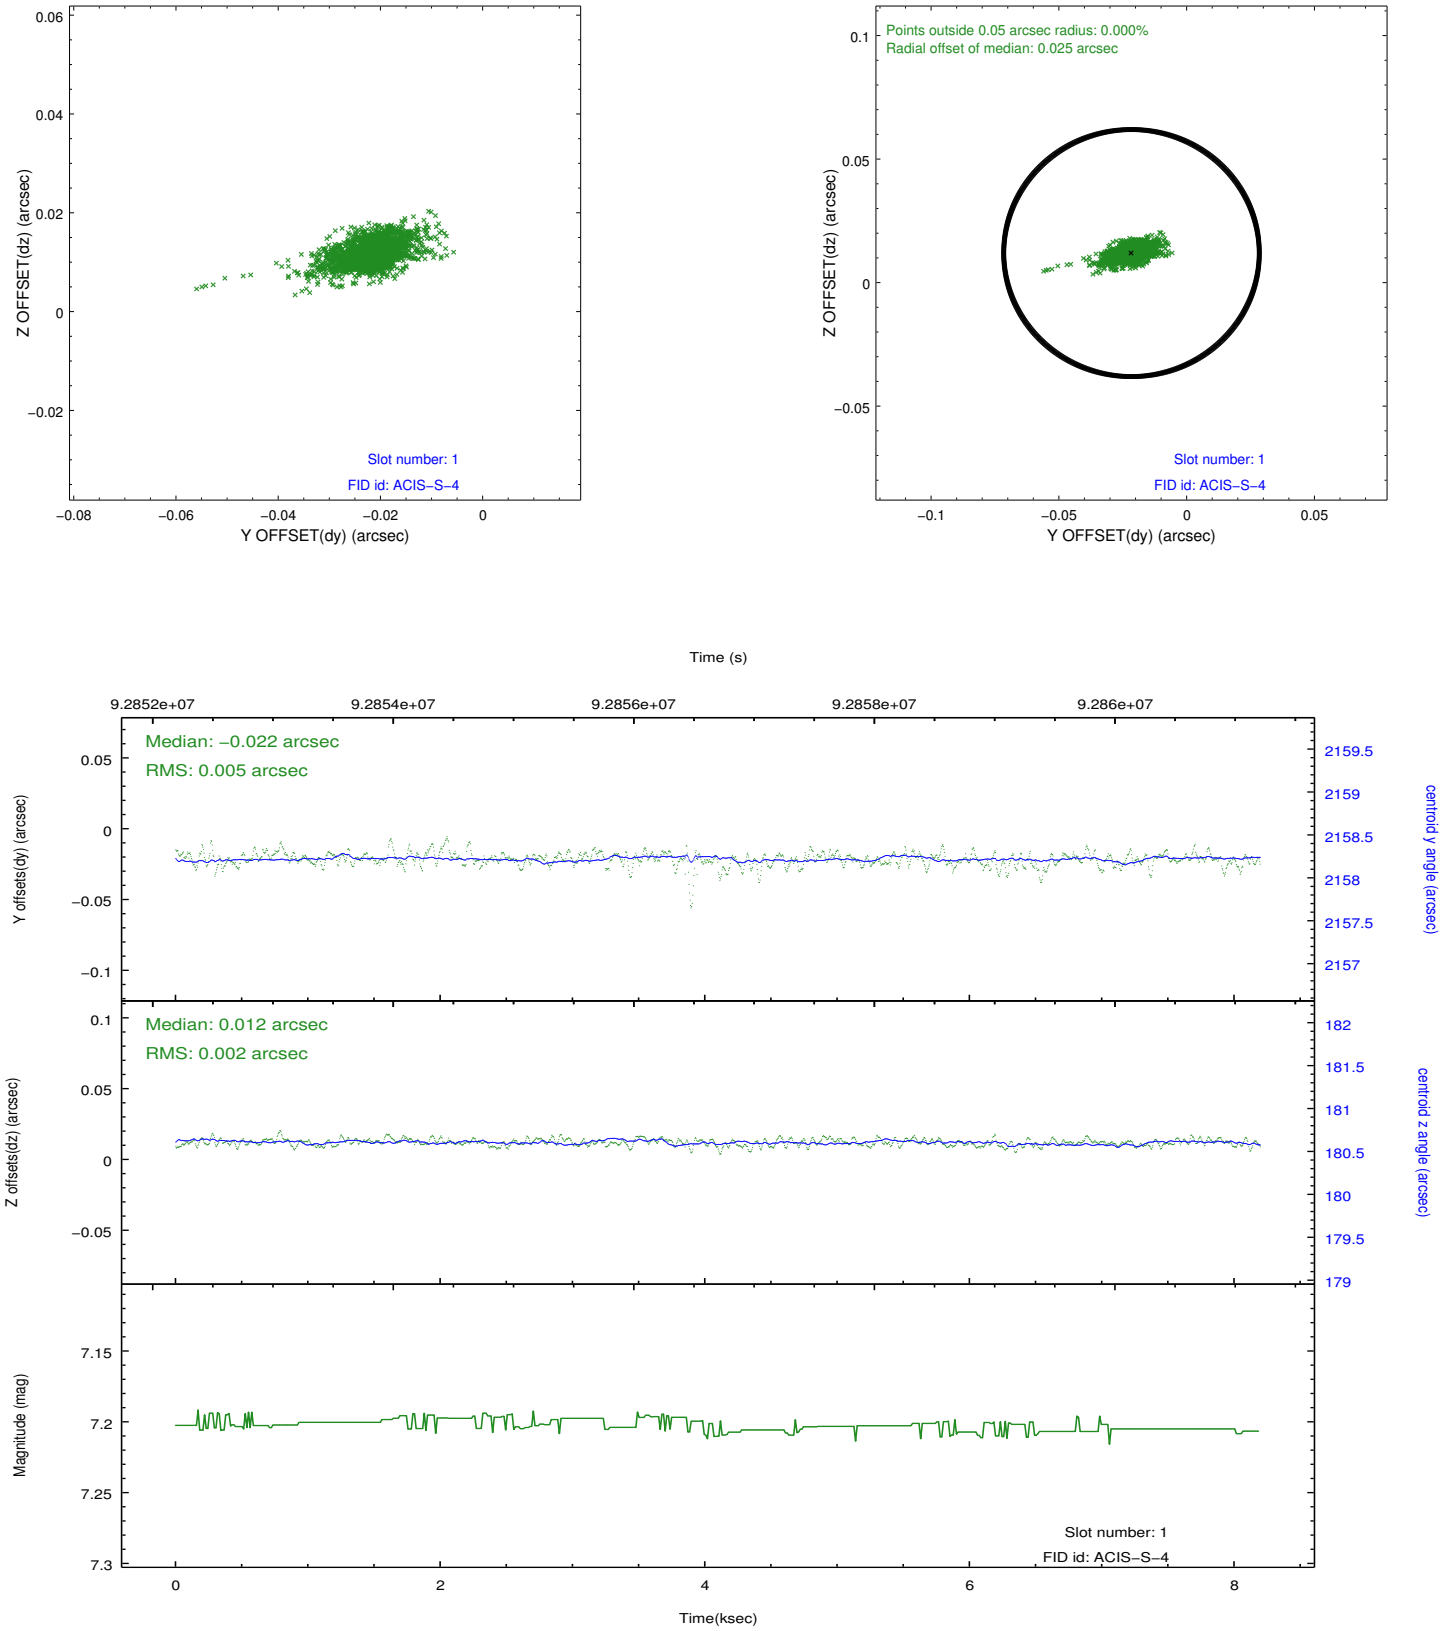 0.06
0.04
0.02
0
−0.02
Z OFFSET(dz) (arcsec)
Slot number: 1
FID id: ACIS−S−4
−0.08 −0.06 −0.04 −0.02 0
Y OFFSET(dy) (arcsec)
Points outside 0.05 arcsec radius: 0.000%
Radial offset of median: 0.025 arcsec
0.1
0.05
0
−0.05
Z OFFSET(dz) (arcsec)
Slot number: 1
FID id: ACIS−S−4
−0.1 −0.05 0 0.05
Y OFFSET(dy) (arcsec)
Time (s)
9.2852e+07 9.2854e+07 9.2856e+07 9.2858e+07 9.286e+07
Median: −0.022 arcsec
RMS: 0.005 arcsec
0.05
0
−0.05
−0.1
Y offsets(dy) (arcsec)
2159.5
2159
2158.5
2158
2157.5
2157
centroid y angle (arcsec)
Median: 0.012 arcsec
RMS: 0.002 arcsec
0.1
0.05
0
−0.05
Z offsets(dz) (arcsec)
182
181.5
181
180.5
180
179.5
179
centroid z angle (arcsec)
7.15
7.2
7.25
7.3
Magnitude (mag)
Slot number: 1
FID id: ACIS−S−4
0 2 4 6 8
Time(ksec)